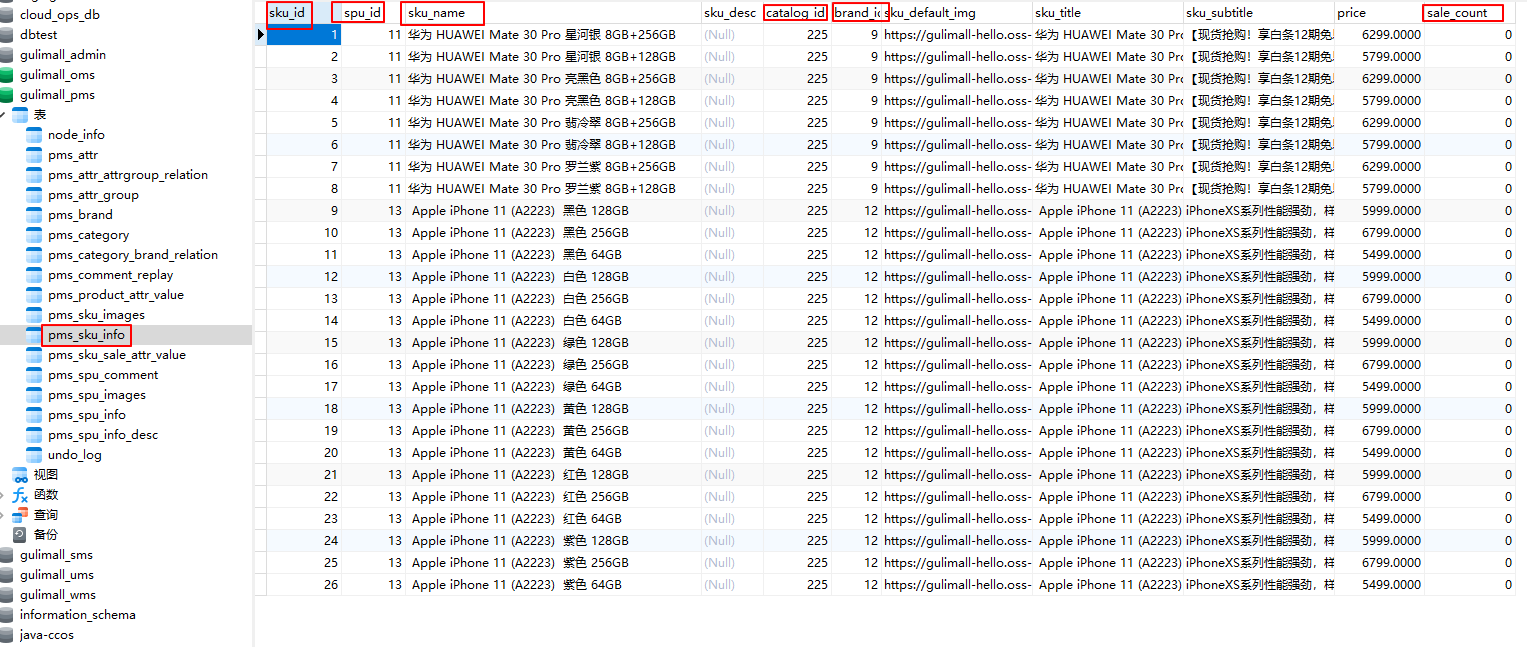 cloud_ops_db
dbtest
gulimall_admin
gulimall_oms
gulimall_pms
表
node_info
pms_attr
pms_attr_attrgroup_relation
pms_attr_group
pms_brand
pms_category
pms_category_brand_relation
pms_comment_replay
pms_product_attr_value
pms_sku_images
pms_sku_info
pms_sku_sale_attr_value
pms_spu_comment
pms_spu_images
pms_spu_info
pms_spu_info_desc
undo_log
视图
函数
查询
备份
gulimall_sms
gulimall_ums
gulimall_wms
information_schema
java-ccos
sku_id spu_id sku_name sku_desc catalog_id brand_id sku_default_img sku_title sku_subtitle price sale_count
1 11 华为 HUAWEI Mate 30 Pro 星河银 8GB+256GB (Null) 225 9 https://gulimall-hello.oss- 华为 HUAWEI Mate 30 Pro 【现货抢购！享白条12期免息 6299.0000 0
2 11 华为 HUAWEI Mate 30 Pro 星河银 8GB+128GB (Null) 225 9 https://gulimall-hello.oss- 华为 HUAWEI Mate 30 Pro 【现货抢购！享白条12期免息 5799.0000 0
3 11 华为 HUAWEI Mate 30 Pro 亮黑色 8GB+256GB (Null) 225 9 https://gulimall-hello.oss- 华为 HUAWEI Mate 30 Pro 【现货抢购！享白条12期免息 6299.0000 0
4 11 华为 HUAWEI Mate 30 Pro 亮黑色 8GB+128GB (Null) 225 9 https://gulimall-hello.oss- 华为 HUAWEI Mate 30 Pro 【现货抢购！享白条12期免息 5799.0000 0
5 11 华为 HUAWEI Mate 30 Pro 翡冷翠 8GB+256GB (Null) 225 9 https://gulimall-hello.oss- 华为 HUAWEI Mate 30 Pro 【现货抢购！享白条12期免息 6299.0000 0
6 11 华为 HUAWEI Mate 30 Pro 翡冷翠 8GB+128GB (Null) 225 9 https://gulimall-hello.oss- 华为 HUAWEI Mate 30 Pro 【现货抢购！享白条12期免息 5799.0000 0
7 11 华为 HUAWEI Mate 30 Pro 罗兰紫 8GB+256GB (Null) 225 9 https://gulimall-hello.oss- 华为 HUAWEI Mate 30 Pro 【现货抢购！享白条12期免息 6299.0000 0
8 11 华为 HUAWEI Mate 30 Pro 罗兰紫 8GB+128GB (Null) 225 9 https://gulimall-hello.oss- 华为 HUAWEI Mate 30 Pro 【现货抢购！享白条12期免息 5799.0000 0
9 13 Apple iPhone 11 (A2223) 黑色 128GB (Null) 225 12 https://gulimall-hello.oss- Apple iPhone 11 (A2223) iPhoneXS系列性能强劲，样 5999.0000 0
10 13 Apple iPhone 11 (A2223) 黑色 256GB (Null) 225 12 https://gulimall-hello.oss- Apple iPhone 11 (A2223) iPhoneXS系列性能强劲，样 6799.0000 0
11 13 Apple iPhone 11 (A2223) 黑色 64GB (Null) 225 12 https://gulimall-hello.oss- Apple iPhone 11 (A2223) iPhoneXS系列性能强劲，样 5499.0000 0
12 13 Apple iPhone 11 (A2223) 白色 128GB (Null) 225 12 https://gulimall-hello.oss- Apple iPhone 11 (A2223) iPhoneXS系列性能强劲，样 5999.0000 0
13 13 Apple iPhone 11 (A2223) 白色 256GB (Null) 225 12 https://gulimall-hello.oss- Apple iPhone 11 (A2223) iPhoneXS系列性能强劲，样 6799.0000 0
14 13 Apple iPhone 11 (A2223) 白色 64GB (Null) 225 12 https://gulimall-hello.oss- Apple iPhone 11 (A2223) iPhoneXS系列性能强劲，样 5499.0000 0
15 13 Apple iPhone 11 (A2223) 绿色 128GB (Null) 225 12 https://gulimall-hello.oss- Apple iPhone 11 (A2223) iPhoneXS系列性能强劲，样 5999.0000 0
16 13 Apple iPhone 11 (A2223) 绿色 256GB (Null) 225 12 https://gulimall-hello.oss- Apple iPhone 11 (A2223) iPhoneXS系列性能强劲，样 6799.0000 0
17 13 Apple iPhone 11 (A2223) 绿色 64GB (Null) 225 12 https://gulimall-hello.oss- Apple iPhone 11 (A2223) iPhoneXS系列性能强劲，样 5499.0000 0
18 13 Apple iPhone 11 (A2223) 黄色 128GB (Null) 225 12 https://gulimall-hello.oss- Apple iPhone 11 (A2223) iPhoneXS系列性能强劲，样 5999.0000 0
19 13 Apple iPhone 11 (A2223) 黄色 256GB (Null) 225 12 https://gulimall-hello.oss- Apple iPhone 11 (A2223) iPhoneXS系列性能强劲，样 6799.0000 0
20 13 Apple iPhone 11 (A2223) 黄色 64GB (Null) 225 12 https://gulimall-hello.oss- Apple iPhone 11 (A2223) iPhoneXS系列性能强劲，样 5499.0000 0
21 13 Apple iPhone 11 (A2223) 红色 128GB (Null) 225 12 https://gulimall-hello.oss- Apple iPhone 11 (A2223) iPhoneXS系列性能强劲，样 5999.0000 0
22 13 Apple iPhone 11 (A2223) 红色 256GB (Null) 225 12 https://gulimall-hello.oss- Apple iPhone 11 (A2223) iPhoneXS系列性能强劲，样 6799.0000 0
23 13 Apple iPhone 11 (A2223) 红色 64GB (Null) 225 12 https://gulimall-hello.oss- Apple iPhone 11 (A2223) iPhoneXS系列性能强劲，样 5499.0000 0
24 13 Apple iPhone 11 (A2223) 紫色 128GB (Null) 225 12 https://gulimall-hello.oss- Apple iPhone 11 (A2223) iPhoneXS系列性能强劲，样 5999.0000 0
25 13 Apple iPhone 11 (A2223) 紫色 256GB (Null) 225 12 https://gulimall-hello.oss- Apple iPhone 11 (A2223) iPhoneXS系列性能强劲，样 6799.0000 0
26 13 Apple iPhone 11 (A2223) 紫色 64GB (Null) 225 12 https://gulimall-hello.oss- Apple iPhone 11 (A2223) iPhoneXS系列性能强劲，样 5499.0000 0